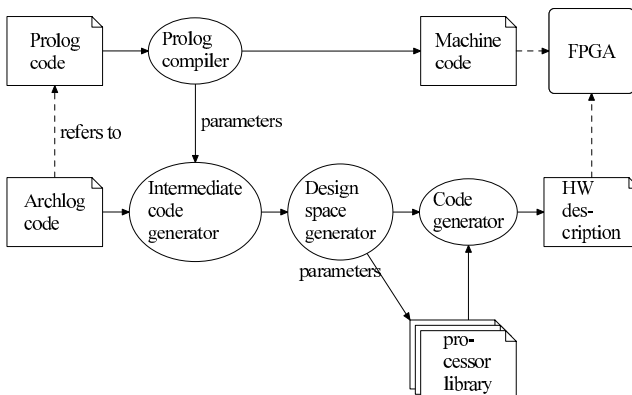 Prolog
code
Prolog
compiler
Machine
code
FPGA
refers to
parameters
Archlog
code
Intermediate
code
generator
Design
space
generator
Code
generator
HW
des-
cription
parameters
pro-
cessor
library